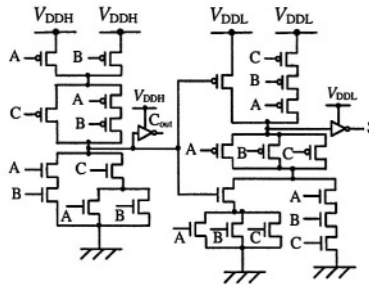 VDDH VDDH VDDL VDDL
A B C
B
C A VDDH A VDDL
B Cout S
A C A B C
B A B A
B
A B C C